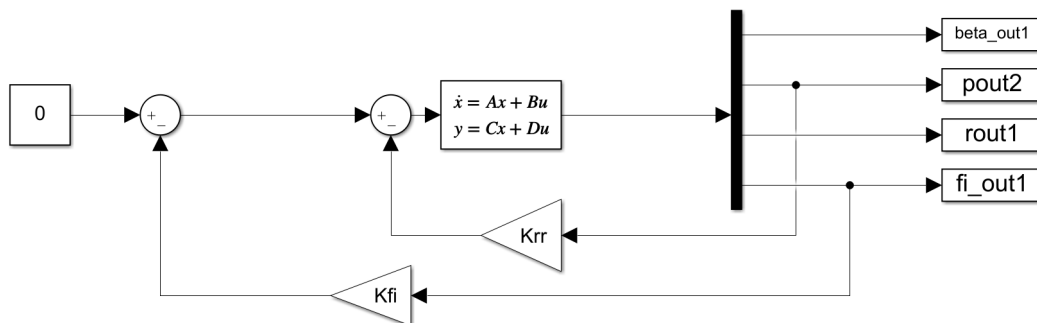 beta_out1
pout2
rout1
fi_out1
0
+
_
+
_
ẋ = Ax + Bu
y = Cx + Du
Krr
Kfi